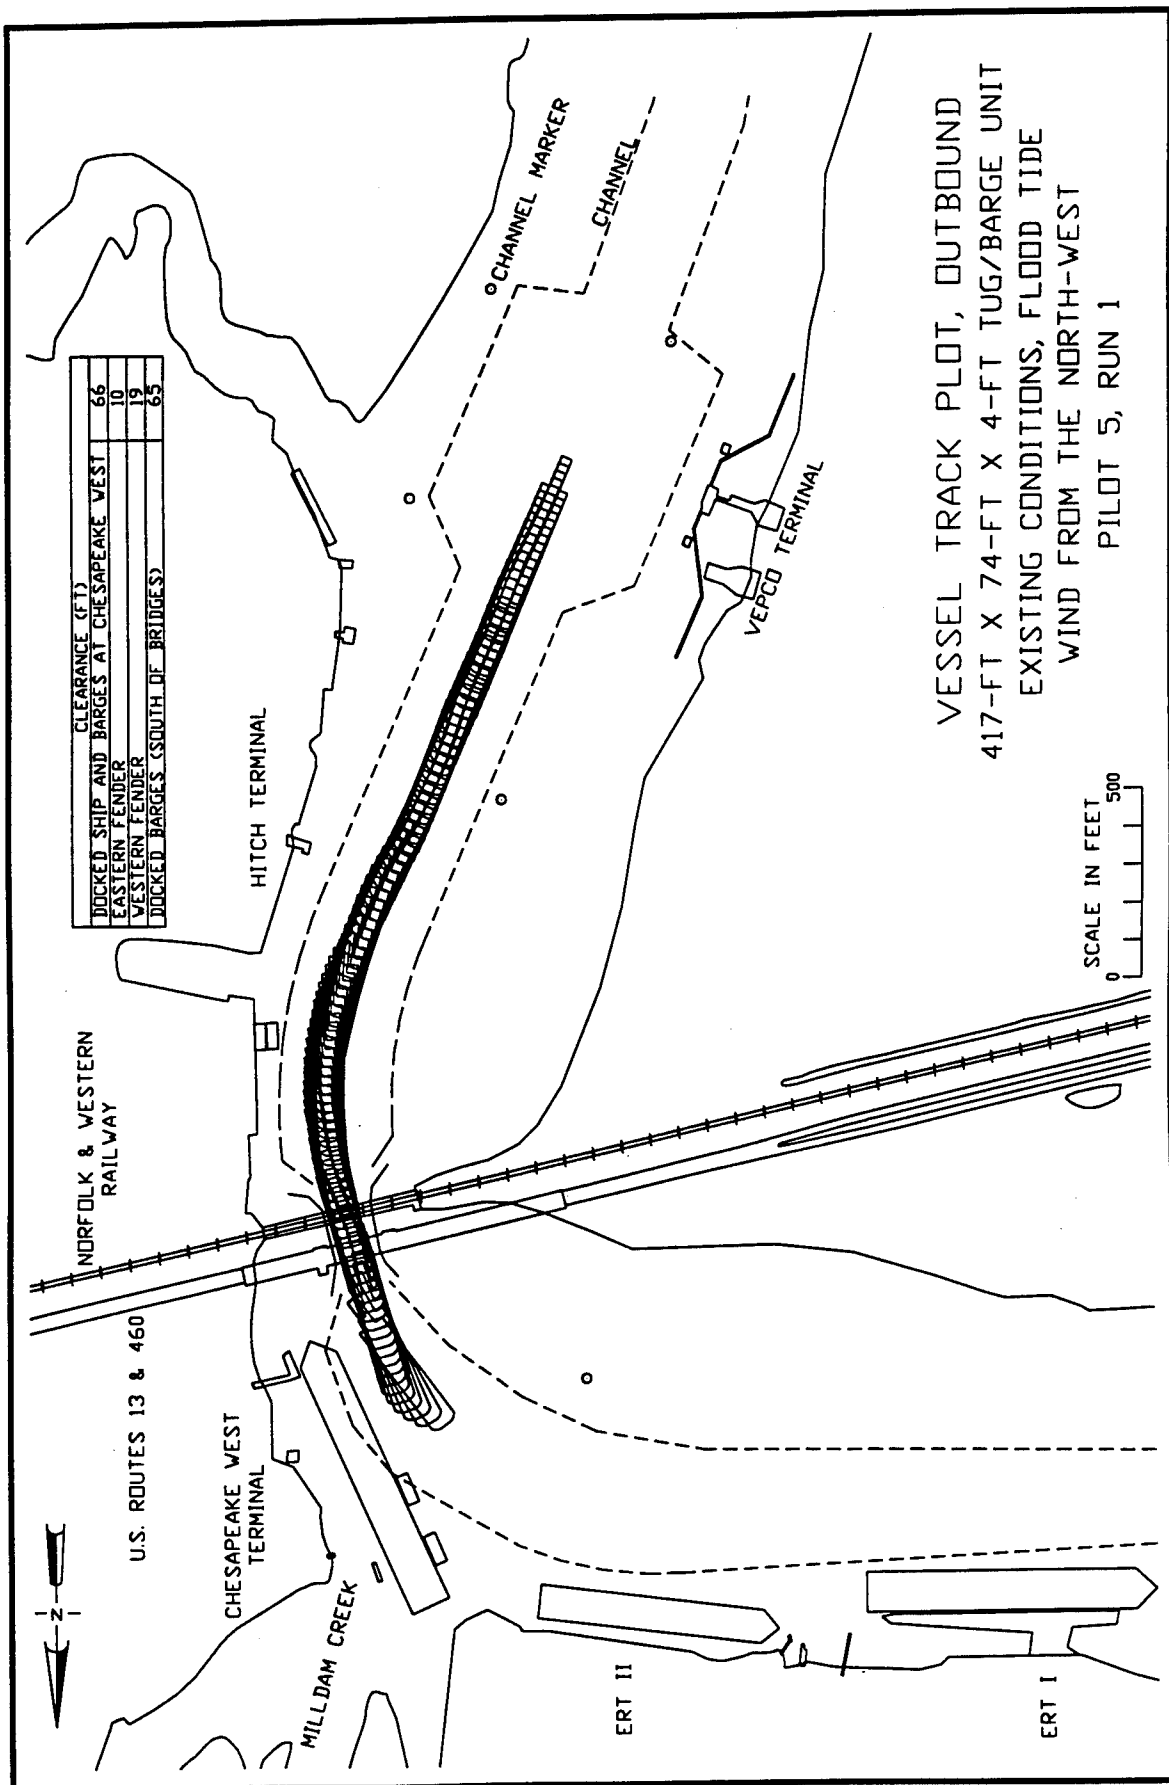 CLEARANCE (FT)
DOCKED SHIP AND BARGES AT CHESAPEAKE WEST 66
EASTERN FENDER 10
WESTERN FENDER 19
DOCKED BARGES (SOUTH OF BRIDGES) 65
N
U.S. ROUTES 13 & 460
NORFOLK & WESTERN
RAILWAY
HITCH TERMINAL
CHESAPEAKE WEST
TERMINAL
MILLDAM CREEK
CHANNEL MARKER
CHANNEL
VEPCO TERMINAL
ERT II
ERT I
SCALE IN FEET
0 500
VESSEL TRACK PLOT, OUTBOUND
417-FT X 74-FT X 4-FT TUG/BARGE UNIT
EXISTING CONDITIONS, FLOOD TIDE
WIND FROM THE NORTH-WEST
PILOT 5, RUN 1